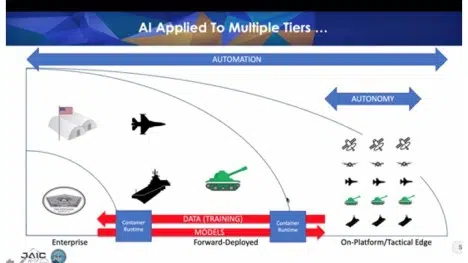 AI Applied To Multiple Tiers ...
AUTOMATION
AUTONOMY
Container
Runtime
DATA (TRAINING)
MODELS
Container
Runtime
Enterprise
Forward-Deployed
On-Platform/Tactical Edge
JAIC
5